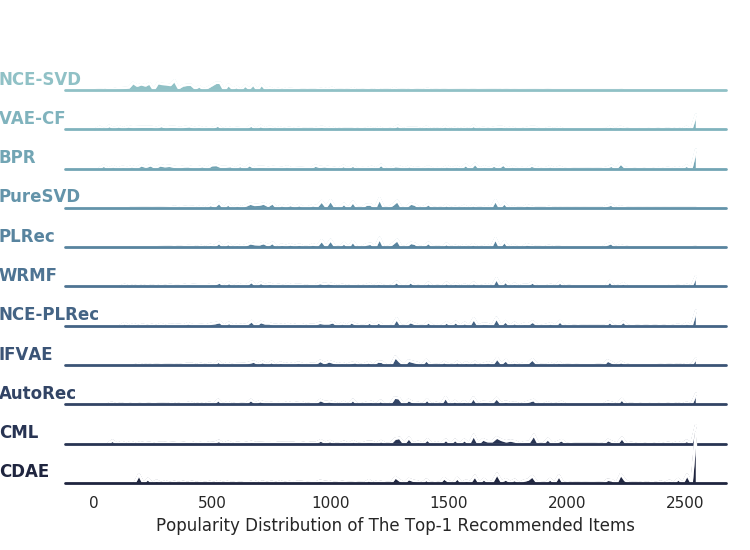 NCE-SVD
VAE-CF
BPR
PureSVD
PLRec
WRMF
NCE-PLRec
IFVAE
AutoRec
CML
CDAE
0 500 1000 1500 2000 2500
Popularity Distribution of The Top-1 Recommended Items